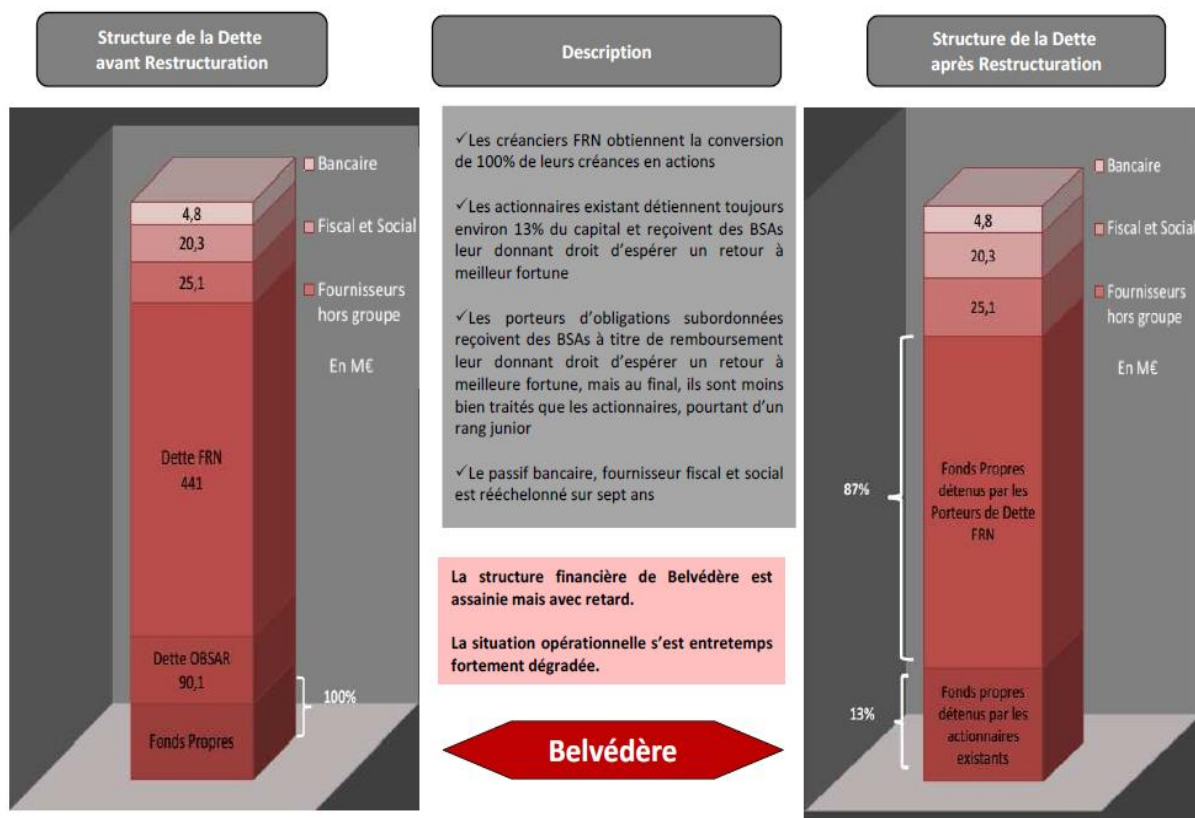 Structure de la Dette
avant Restructuration
Bancaire
4,8
Fiscal et Social
20,3
25,1
Fournisseurs
hors groupe
En M€
Dette FRN
441
Dette OBSAR
90,1
100%
Fonds Propres
Description
✓Les créanciers FRN obtiennent la conversion
de 100% de leurs créances en actions
✓Les actionnaires existant détiennent toujours
environ 13% du capital et reçoivent des BSAs
leur donnant droit d’espérer un retour à
meilleur fortune
✓Les porteurs d’obligations subordonnées
reçoivent des BSAs à titre de remboursement
leur donnant droit d’espérer un retour à
meilleure fortune, mais au final, ils sont moins
bien traités que les actionnaires, pourtant d’un
rang junior
✓Le passif bancaire, fournisseur fiscal et social
est rééchelonné sur sept ans
La structure financière de Belvédère est
assainie mais avec retard.
La situation opérationnelle s’est entretemps
fortement dégradée.
Belvédère
Structure de la Dette
après Restructuration
Bancaire
4,8
Fiscal et Social
20,3
25,1
Fournisseurs
hors groupe
En M€
87%
Fonds Propres
détenus par les
Porteurs de Dette
FRN
13%
Fonds propres
détenus par les
actionnaires
existants